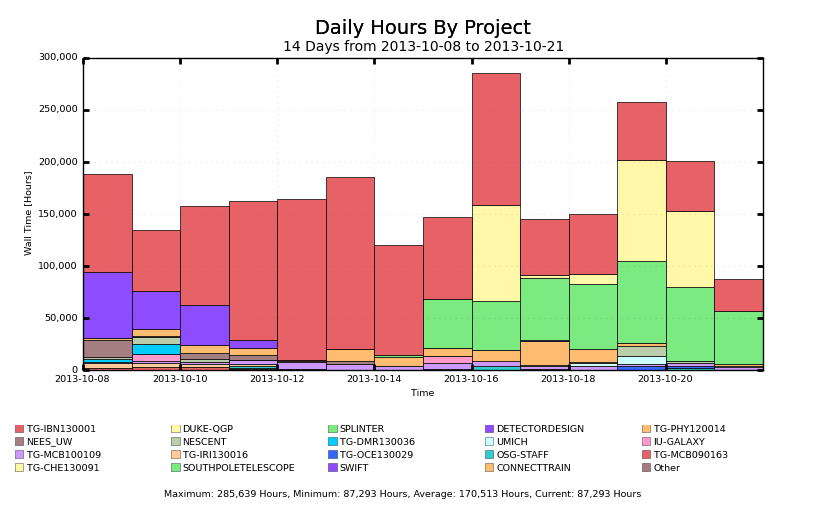 Daily Hours By Project
14 Days from 2013-10-08 to 2013-10-21
300,000
250,000
200,000
150,000
100,000
50,000
0
Wall Time [Hours]
2013-10-08 2013-10-10 2013-10-12 2013-10-14 2013-10-16 2013-10-18 2013-10-20
Time
TG-IBN130001 DUKE-QGP SPLINTER DETECTORDESIGN TG-PHY120014
NEES_UW NESCENT TG-DMR130036 UMICH IU-GALAXY
TG-MCB100109 TG-IRI130016 TG-OCE130029 OSG-STAFF TG-MCB090163
TG-CHE130091 SOUTHPOLETELESCOPE SWIFT CONNECTTRAIN Other
Maximum: 285,639 Hours, Minimum: 87,293 Hours, Average: 170,513 Hours, Current: 87,293 Hours